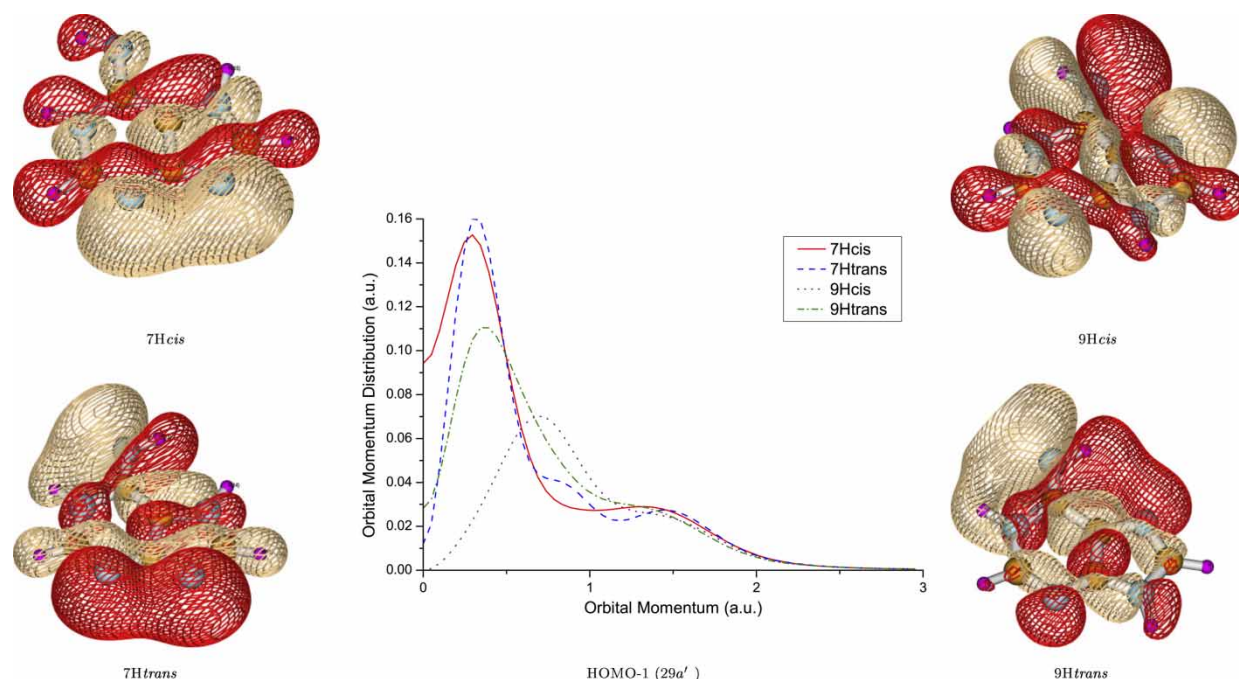 7Hcis
9Hcis
Orbital Momentum Distribution (a.u.)
0.16
0.14
0.12
0.10
0.08
0.06
0.04
0.02
0.00
0
1
2
3
Orbital Momentum (a.u.)
7Hcis
7Htrans
9Hcis
9Htrans
7Htrans
HOMO-1 (29a′ )
9Htrans